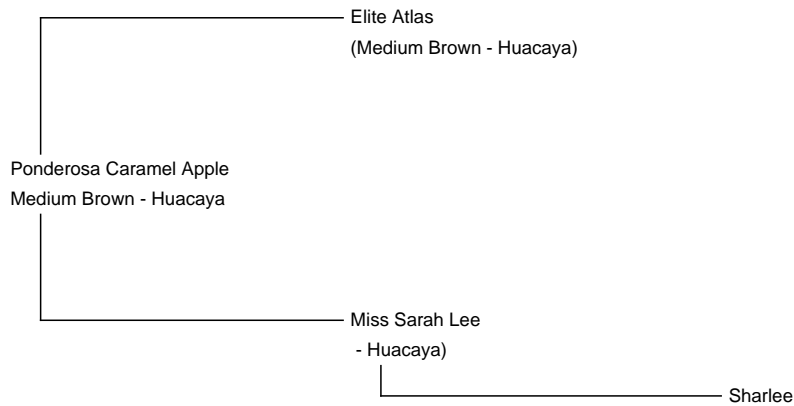 Elite Atlas
(Medium Brown - Huacaya)
Ponderosa Caramel Apple
Medium Brown - Huacaya
Miss Sarah Lee
- Huacaya)
Sharlee